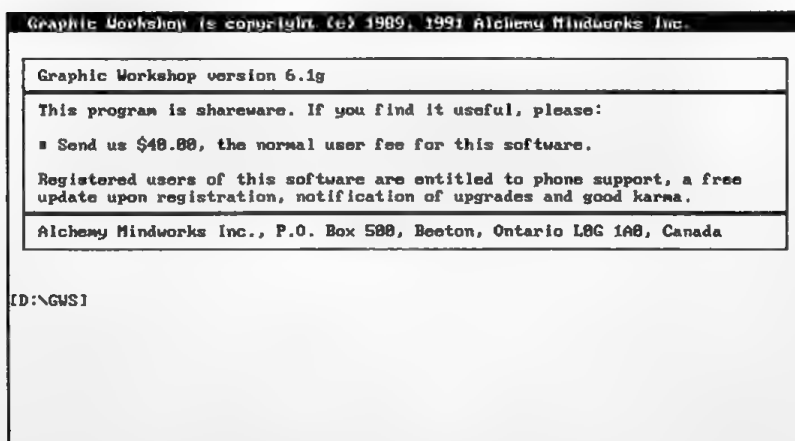 Graphic Workshop is copyright (c) 1989, 1991 Alchemy Mindworks Inc.
Graphic Workshop version 6.1g
This program is shareware. If you find it useful, please:
■ Send us $40.00, the normal user fee for this software.
Registered users of this software are entitled to phone support, a free
update upon registration, notification of upgrades and good karma.
Alchemy Mindworks Inc., P.O. Box 500, Beeton, Ontario L0G 1A0, Canada
[D:\GWS]